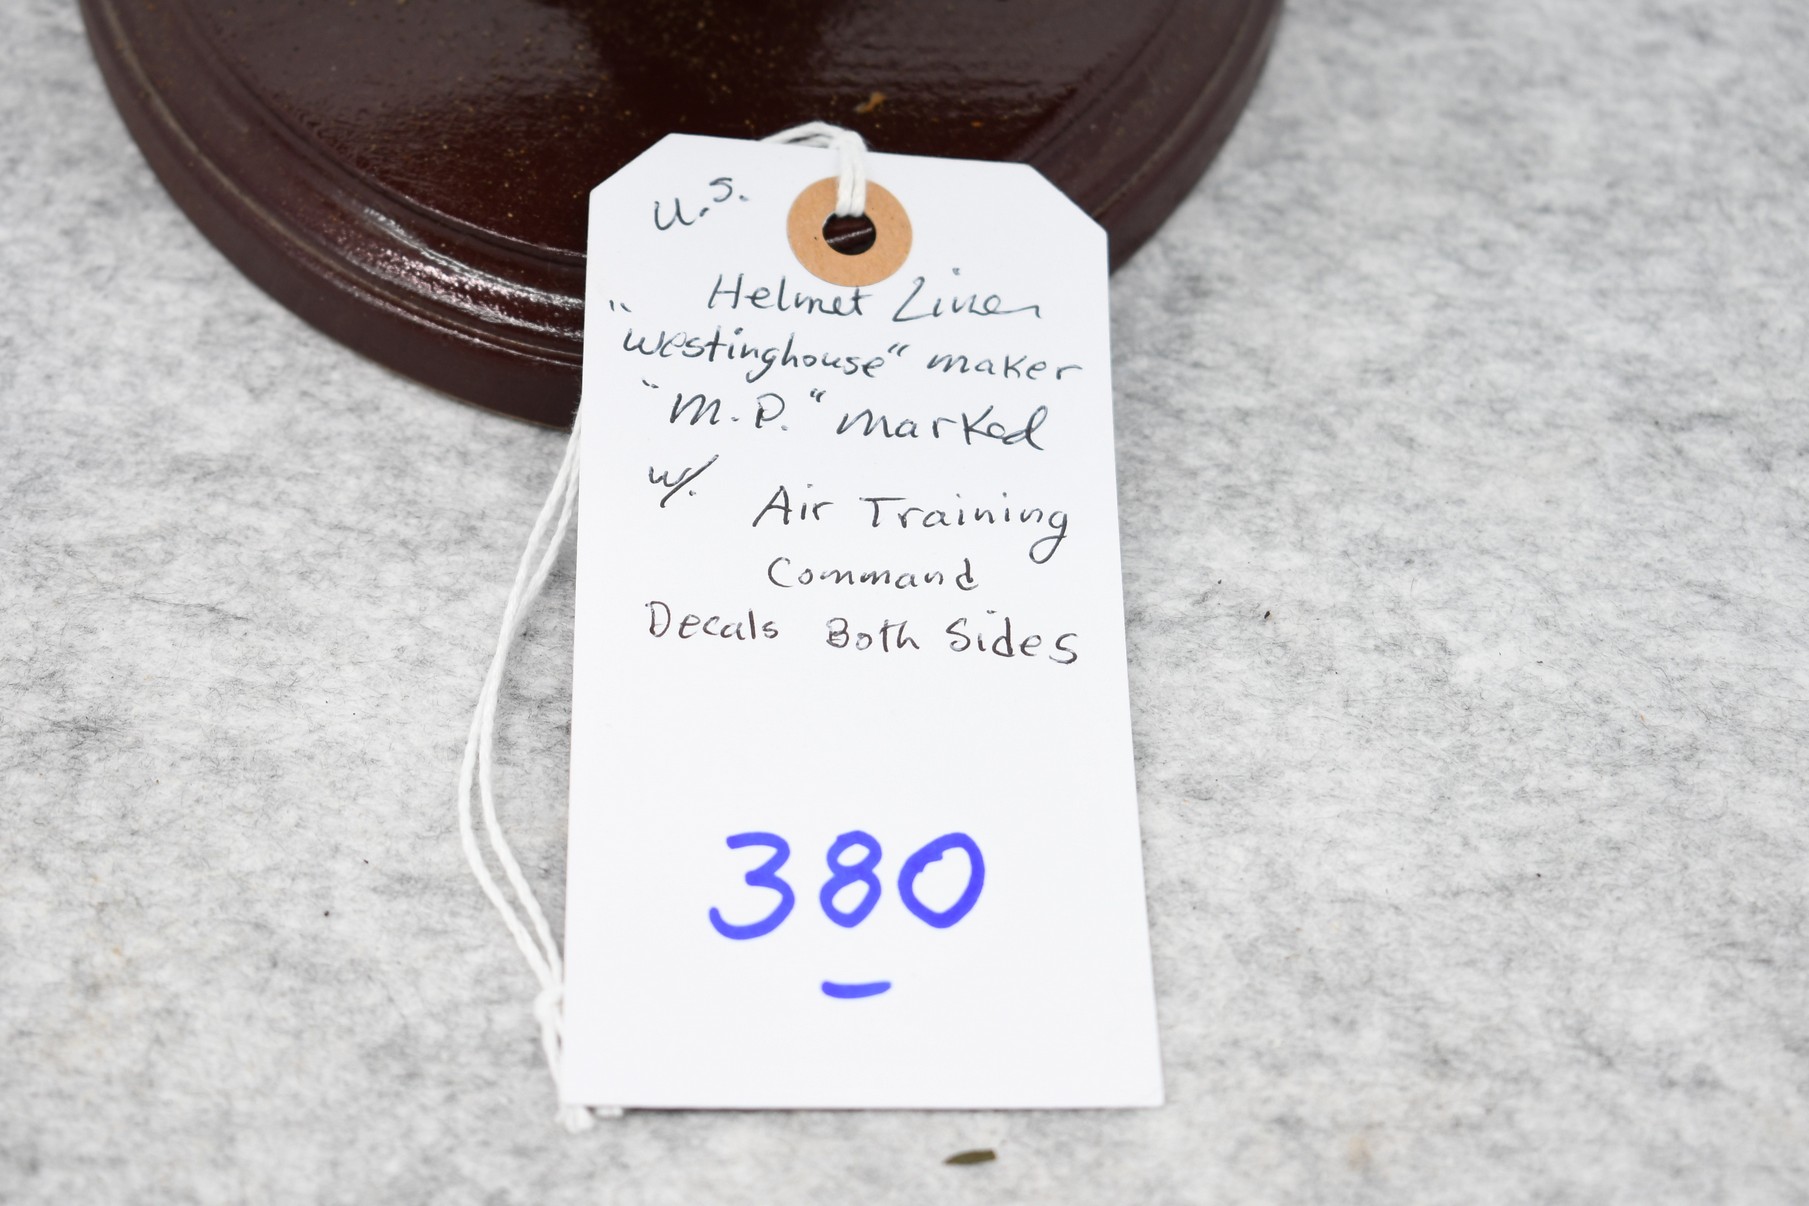 U.S.
Helmet Liner
"Westinghouse" maker
"M.P." marked
w/. Air Training
Command
Decals Both Sides
380